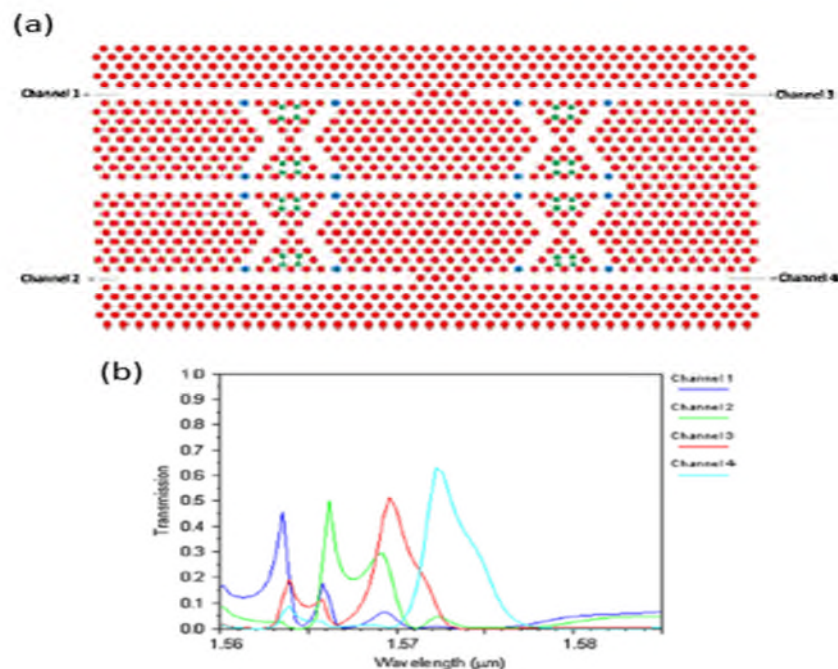 (a)
Channel 1
Channel 3
Channel 2
Channel 4
(b)
1.0
0.9
0.8
0.7
0.6
0.5
0.4
0.3
0.2
0.1
0.0
Transmission
1.56
1.57
1.58
Wavelength (μm)
Channel 1
Channel 2
Channel 3
Channel 4